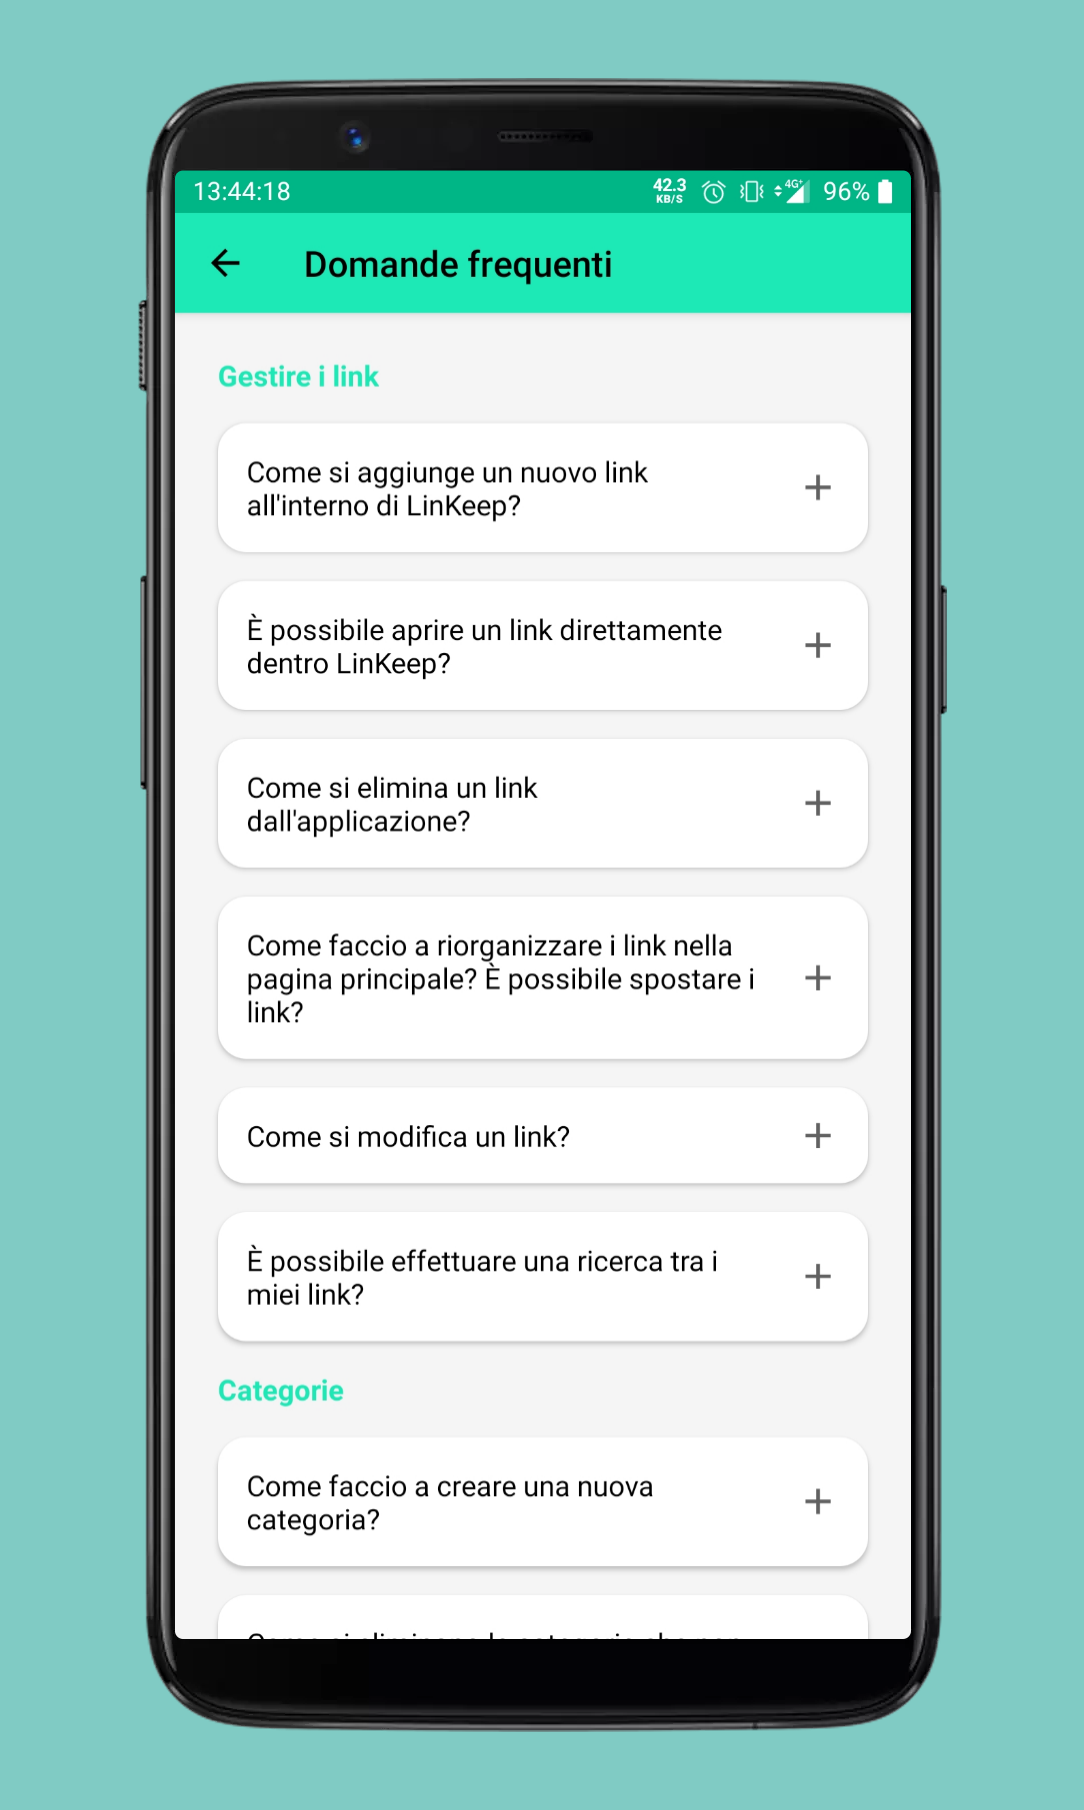 13:44:18
42.3
KB/S
4G+
96%
Domande frequenti
Gestire i link
Come si aggiunge un nuovo link
all'interno di LinKeep?
È possibile aprire un link direttamente
dentro LinKeep?
Come si elimina un link
dall'applicazione?
Come faccio a riorganizzare i link nella
pagina principale? È possibile spostare i
link?
Come si modifica un link?
È possibile effettuare una ricerca tra i
miei link?
Categorie
Come faccio a creare una nuova
categoria?